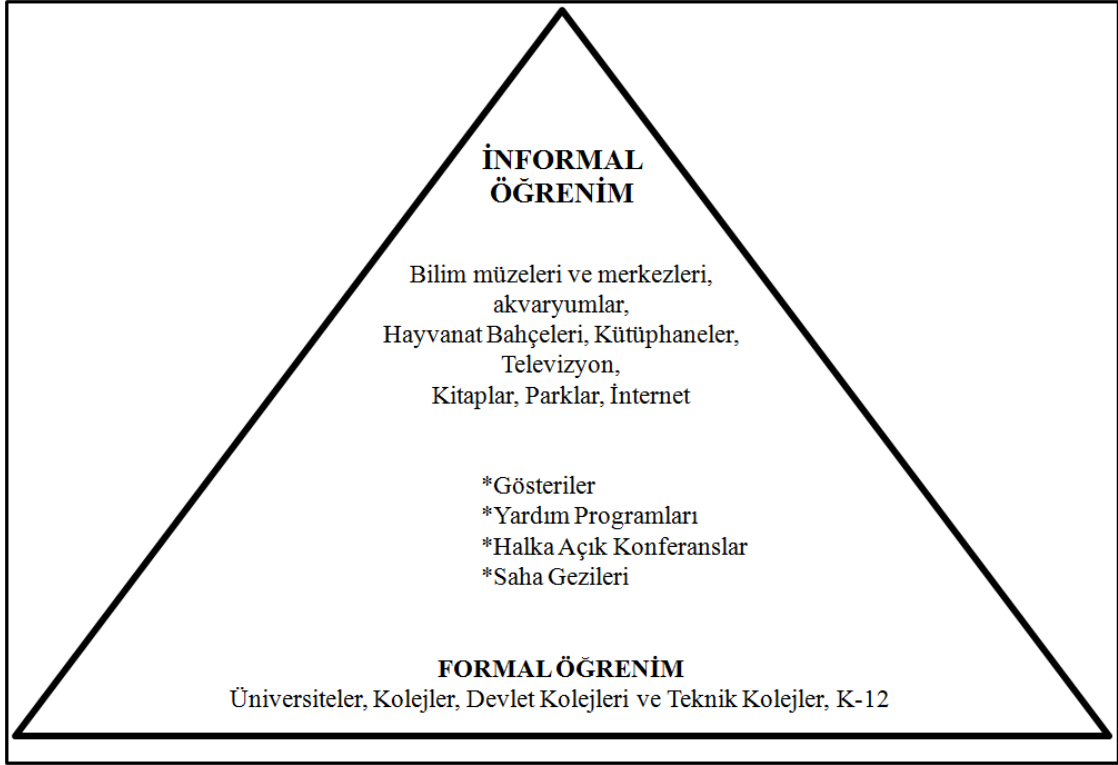 İNFORMAL
ÖĞRENİM
Bilim müzeleri ve merkezleri,
akvaryumlar,
Hayvanat Bahçeleri, Kütüphaneler,
Televizyon,
Kitaplar, Parklar, İnternet
*Gösteriler
*Yardım Programları
*Halka Açık Konferanslar
*Saha Gezileri
FORMAL ÖĞRENİM
Üniversiteler, Kolejler, Devlet Kolejleri ve Teknik Kolejler, K-12